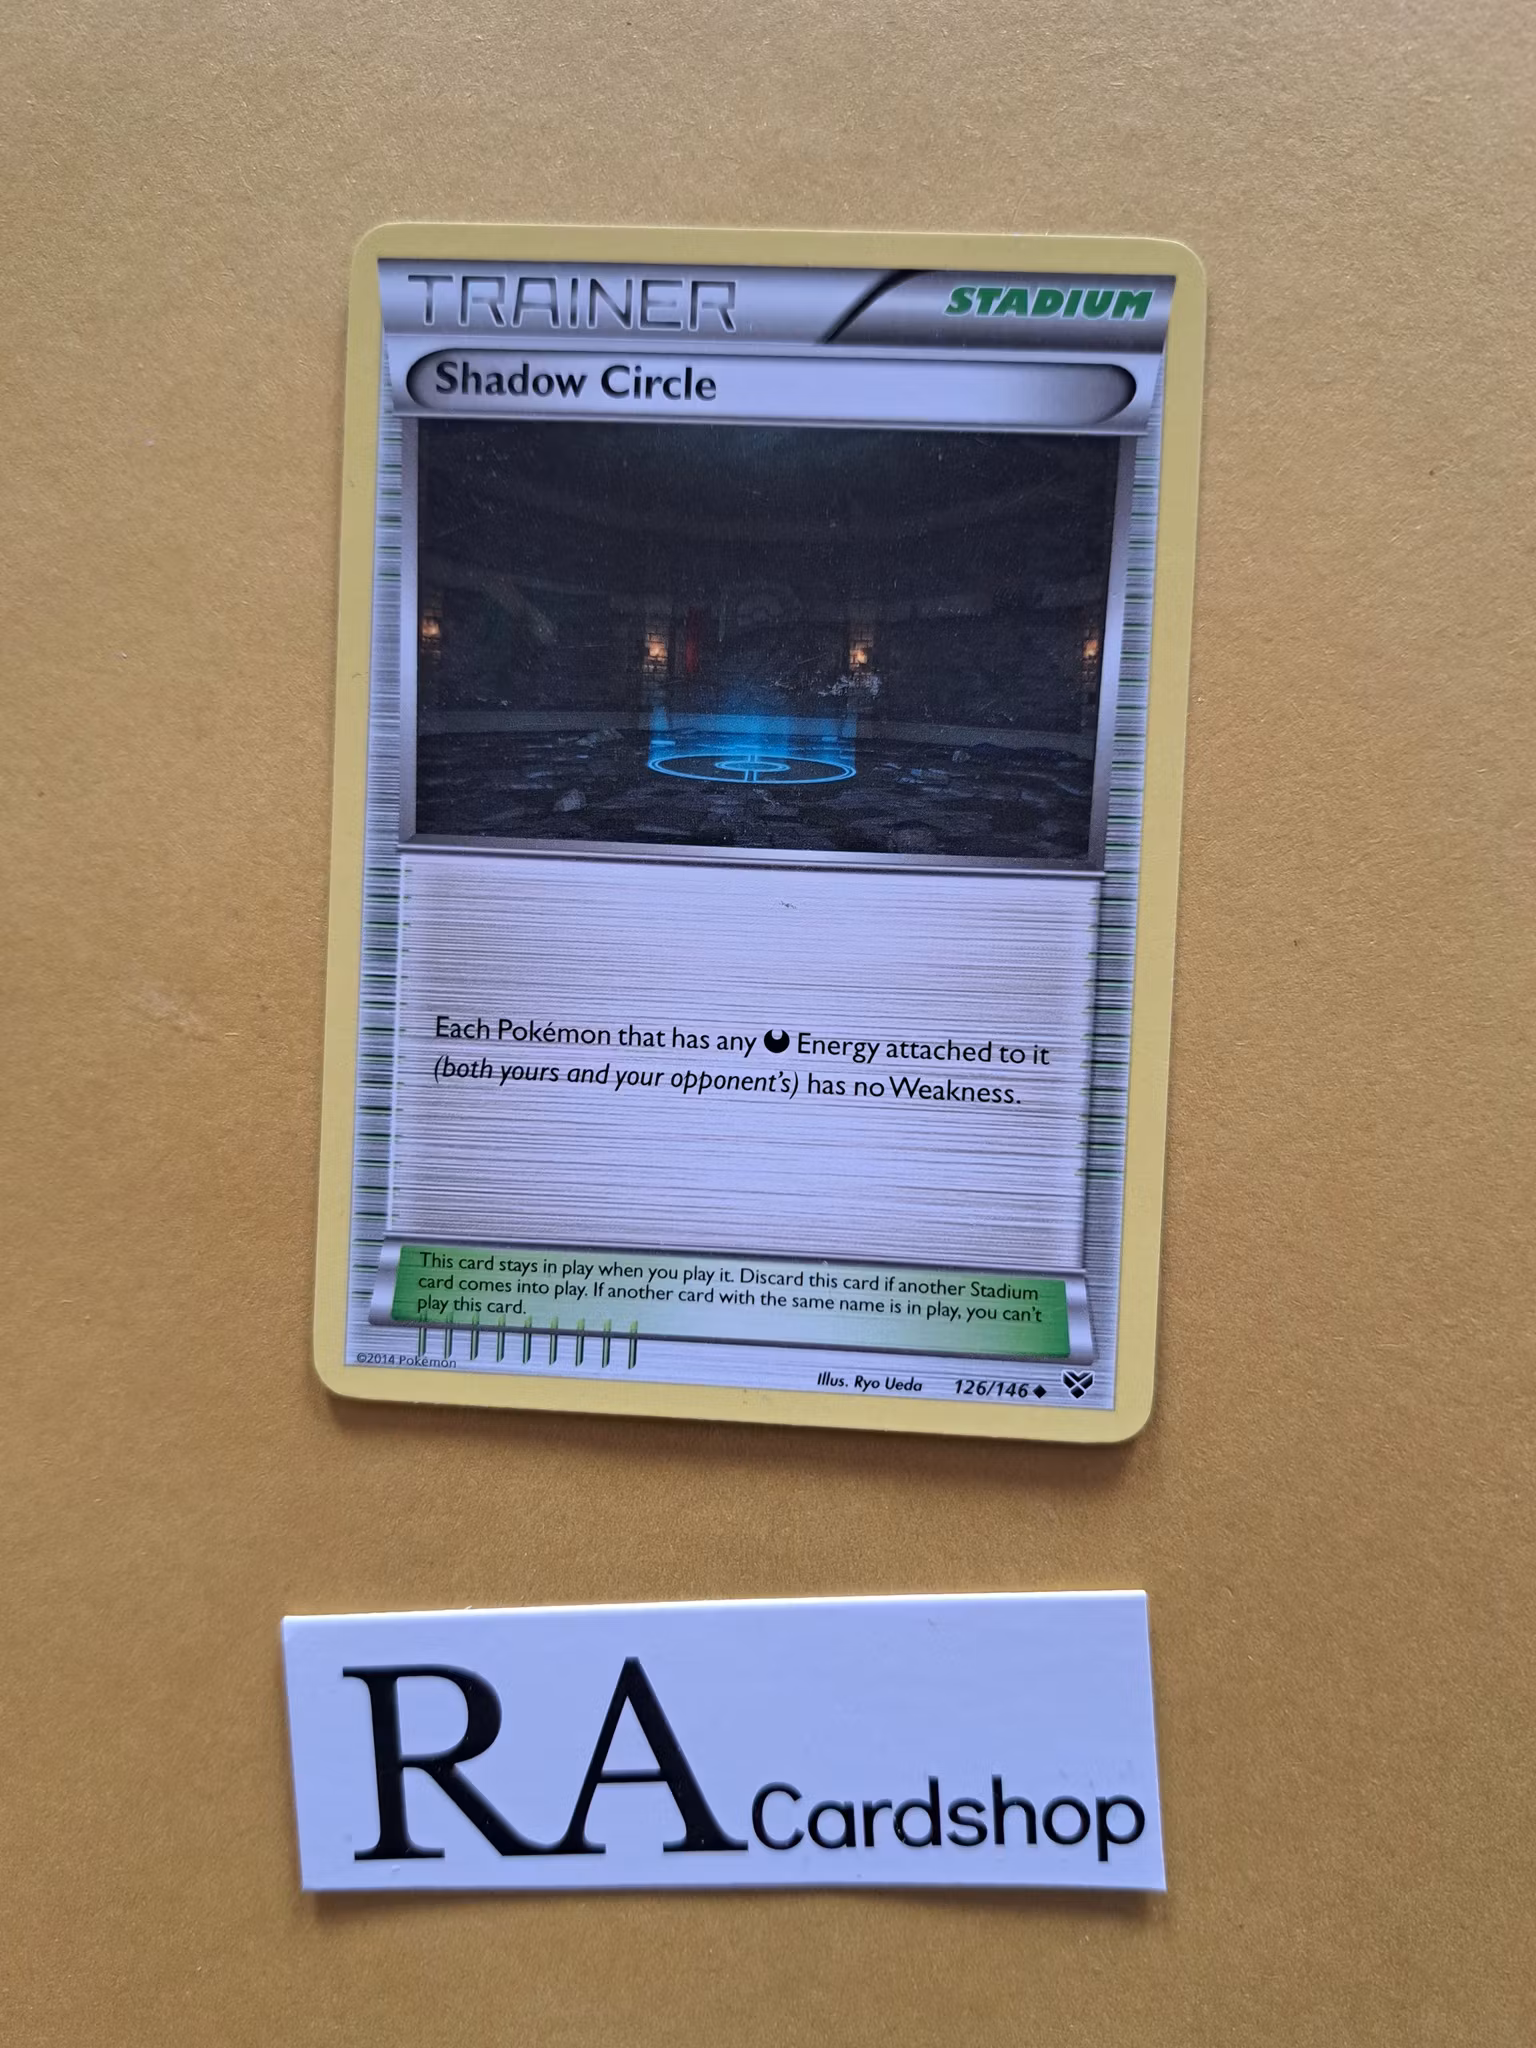 TRAINER STADIUM
Shadow Circle
Each Pokémon that has any Energy attached to it
(both yours and your opponent's) has no Weakness.
This card stays in play when you play it. Discard this card if another Stadium
card comes into play. If another card with the same name is in play, you can't
play this card.
©2014 Pokémon
Illus. Ryo Ueda 126/146
RA Cardshop